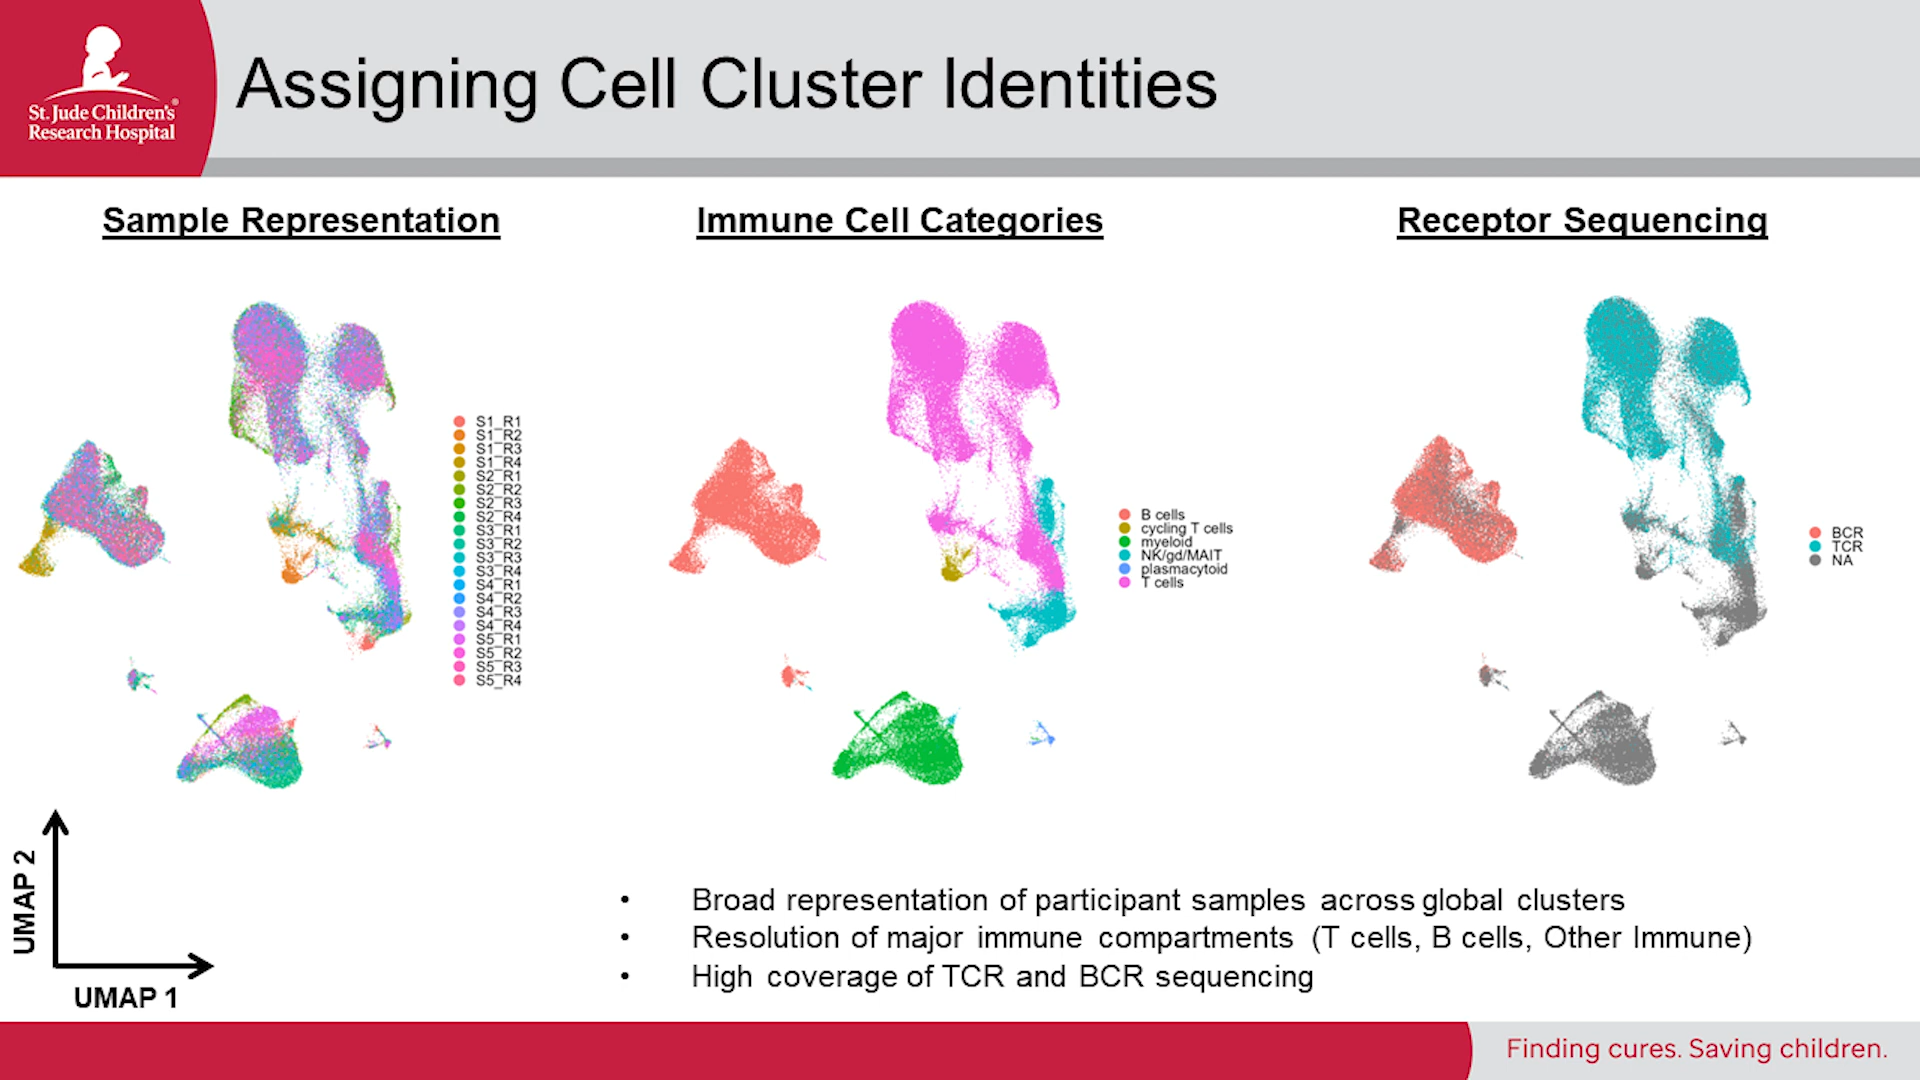 St. Jude Children's®
Research Hospital
Assigning Cell Cluster Identities
Sample Representation
Immune Cell Categories
Receptor Sequencing
S1_R1
S1_R2
S1_R3
S1_R4
S2_R1
S2_R2
S2_R3
S2_R4
S3_R1
S3_R2
S3_R3
S3_R4
S4_R1
S4_R2
S4_R3
S4_R4
S5_R1
S5_R2
S5_R3
S5_R4
B cells
cycling T cells
myeloid
NK/gd/MAIT
plasmacytoid
T cells
BCR
TCR
NA
UMAP 2
UMAP 1
• Broad representation of participant samples across global clusters
• Resolution of major immune compartments (T cells, B cells, Other Immune)
• High coverage of TCR and BCR sequencing
Finding cures. Saving children.